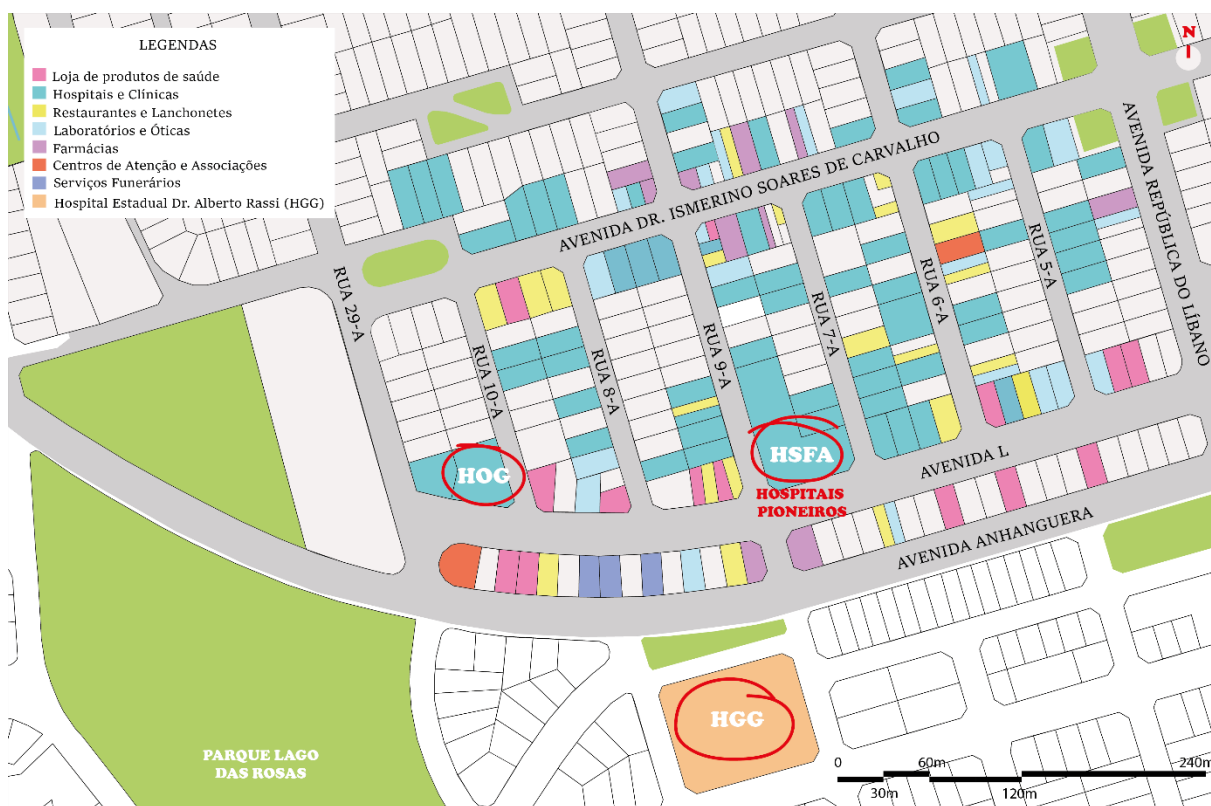 LEGENDAS
Loja de produtos de saúde
Hospitais e Clínicas
Restaurantes e Lanchonetes
Laboratórios e Óticas
Farmácias
Centros de Atenção e Associações
Serviços Funerários
Hospital Estadual Dr. Alberto Rassi (HGG)
N
AVENIDA DR. ISMERINO SOARES DE CARVALHO
AVENIDA REPÚBLICA DO LÍBANO
RUA 29-A
RUA 10-A
RUA 8-A
RUA 9-A
RUA 7-A
RUA 6-A
RUA 5-A
HOG
HSFA
HOSPITAIS
PIONEIROS
AVENIDA L
AVENIDA ANHANGUERA
HGG
PARQUE LAGO
DAS ROSAS
0
60m
240m
30m
120m